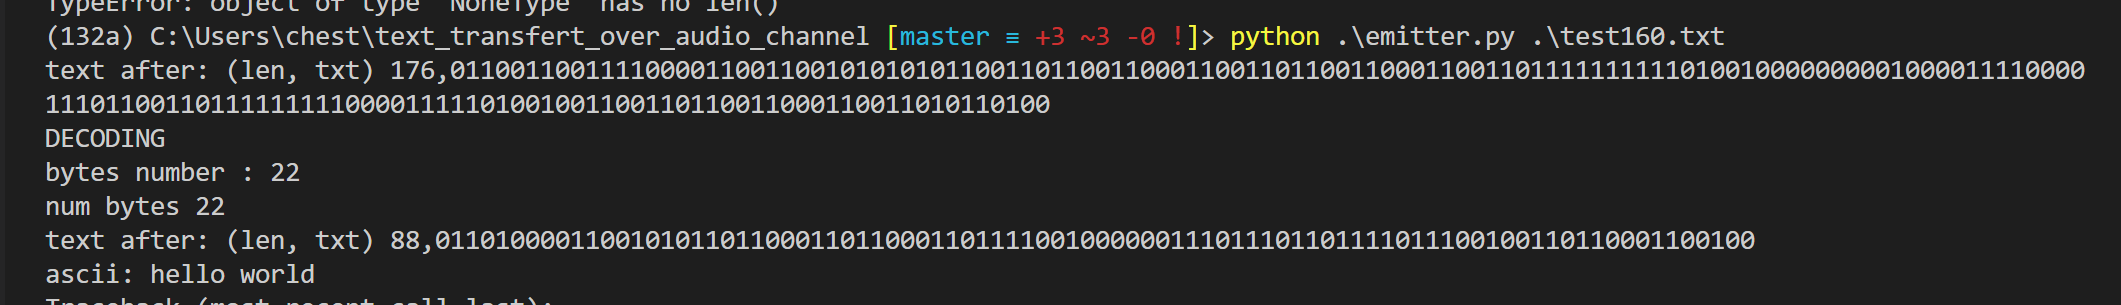 TypeError: object of type 'NoneType' has no len()
(132a) C:\Users\chest\text_transfert_over_audio_channel [master ≡ +3 ~3 -0 !]> python .\emitter.py .\test160.txt
text after: (len, txt) 176,0110011001111000011001100101010101100110110011000110011011001100011001101111111111010010000000001000011110000
1110110011011111111100001111101001001100110110011000110011010110100
DECODING
bytes number : 22
num bytes 22
text after: (len, txt) 88,0110100001100101011011000110110001101111001000000111011101101111011100100110110001100100
ascii: hello world
Traceback (most recent call last):